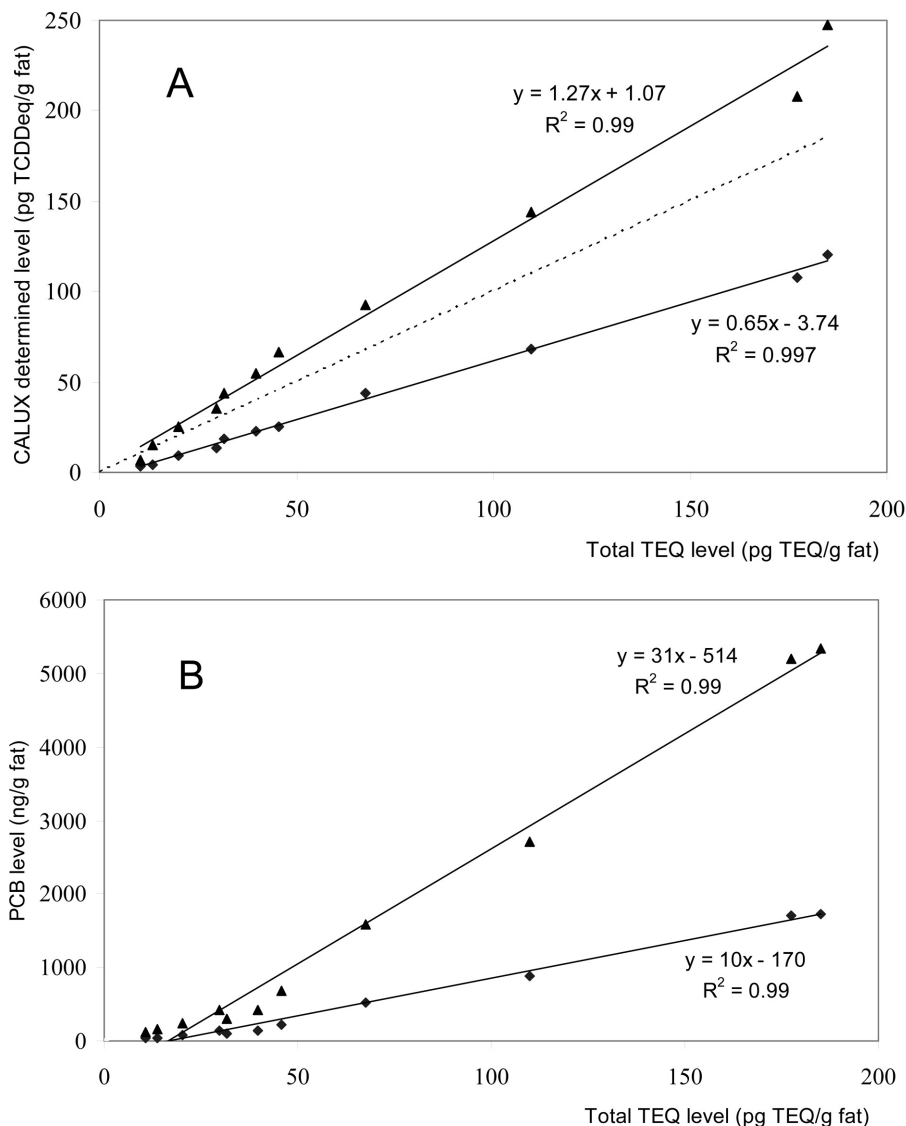 250
200
150
100
50
0
CALUX determined level (pg TCDDeq/g fat)
A
y = 1.27x + 1.07
R² = 0.99
y = 0.65x - 3.74
R² = 0.997
0 50 100 150 200
Total TEQ level (pg TEQ/g fat)
6000
5000
4000
3000
2000
1000
0
PCB level (ng/g fat)
B
y = 31x - 514
R² = 0.99
y = 10x - 170
R² = 0.99
0 50 100 150 200
Total TEQ level (pg TEQ/g fat)